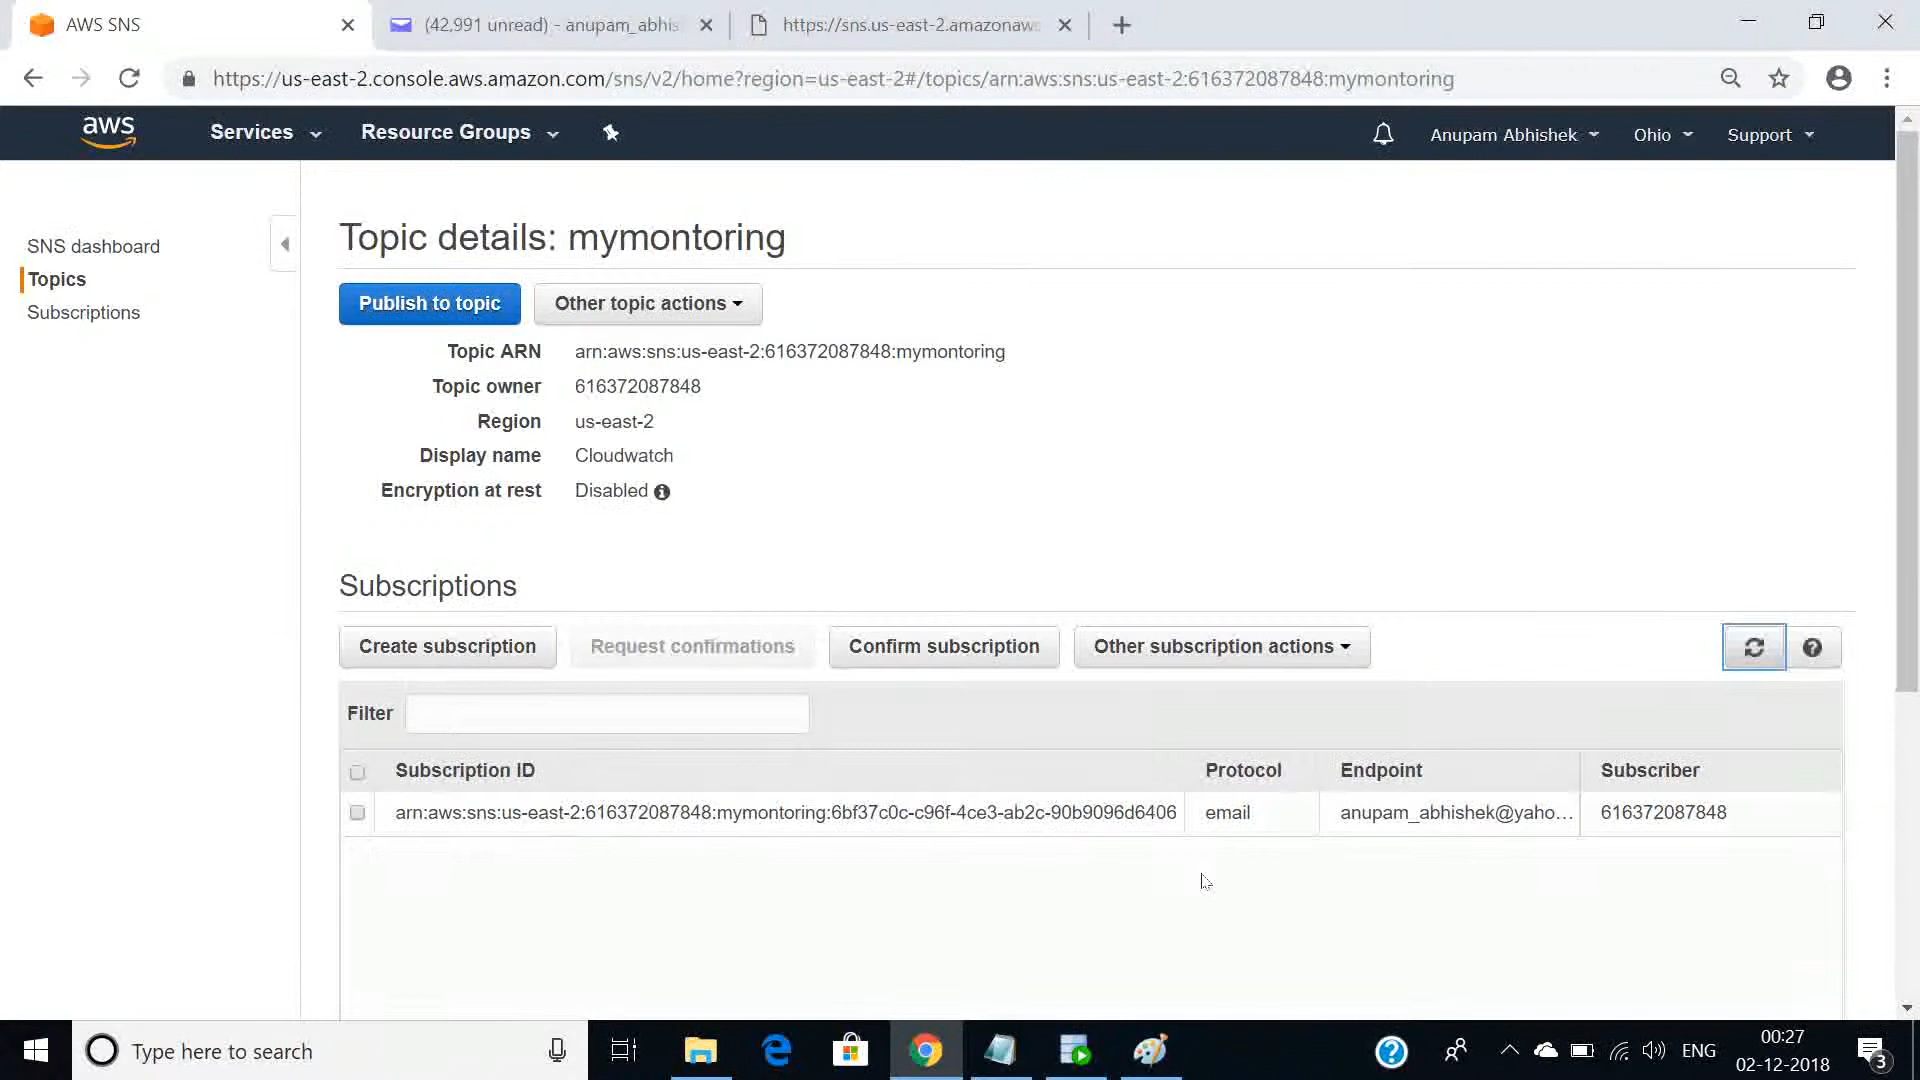 AWS SNS
(42,991 unread) - anupam_abhis
https://sns.us-east-2.amazonaw
https://us-east-2.console.aws.amazon.com/sns/v2/home?region=us-east-2#/topics/arn:aws:sns:us-east-2:616372087848:mymontoring
aws
Services
Resource Groups
Anupam Abhishek
Ohio
Support
SNS dashboard
Topics
Subscriptions
Topic details: mymontoring
Publish to topic
Other topic actions
Topic ARN arn:aws:sns:us-east-2:616372087848:mymontoring
Topic owner 616372087848
Region us-east-2
Display name Cloudwatch
Encryption at rest Disabled
Subscriptions
Create subscription
Request confirmations
Confirm subscription
Other subscription actions
Filter
Subscription ID Protocol Endpoint Subscriber
arn:aws:sns:us-east-2:616372087848:mymontoring:6bf37c0c-c96f-4ce3-ab2c-90b9096d6406 email anupam_abhishek@yaho... 616372087848
Type here to search
ENG
00:27
02-12-2018
3